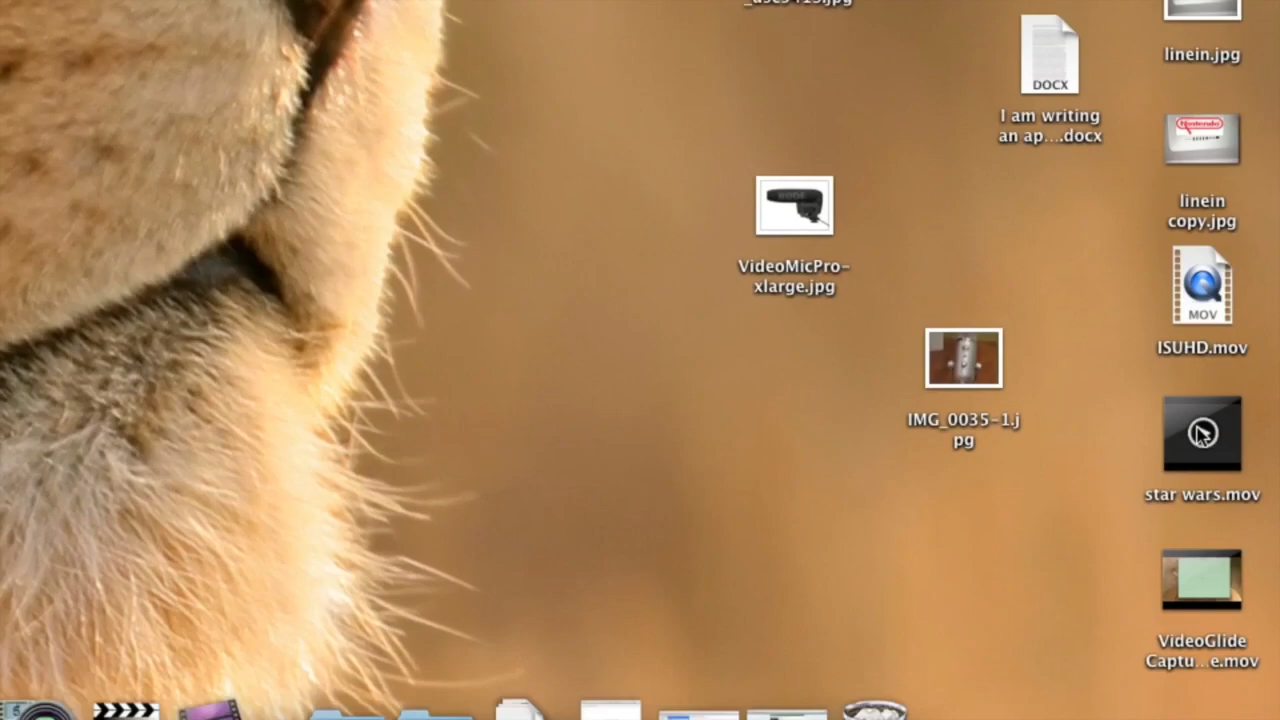 linein.jpg
DOCX
I am writing
an ap....docx
Nintendo
linein
copy.jpg
VideoMicPro-
xlarge.jpg
MOV
ISUHD.mov
IMG_0035-1.j
pg
star wars.mov
VideoGlide
Captu...e.mov